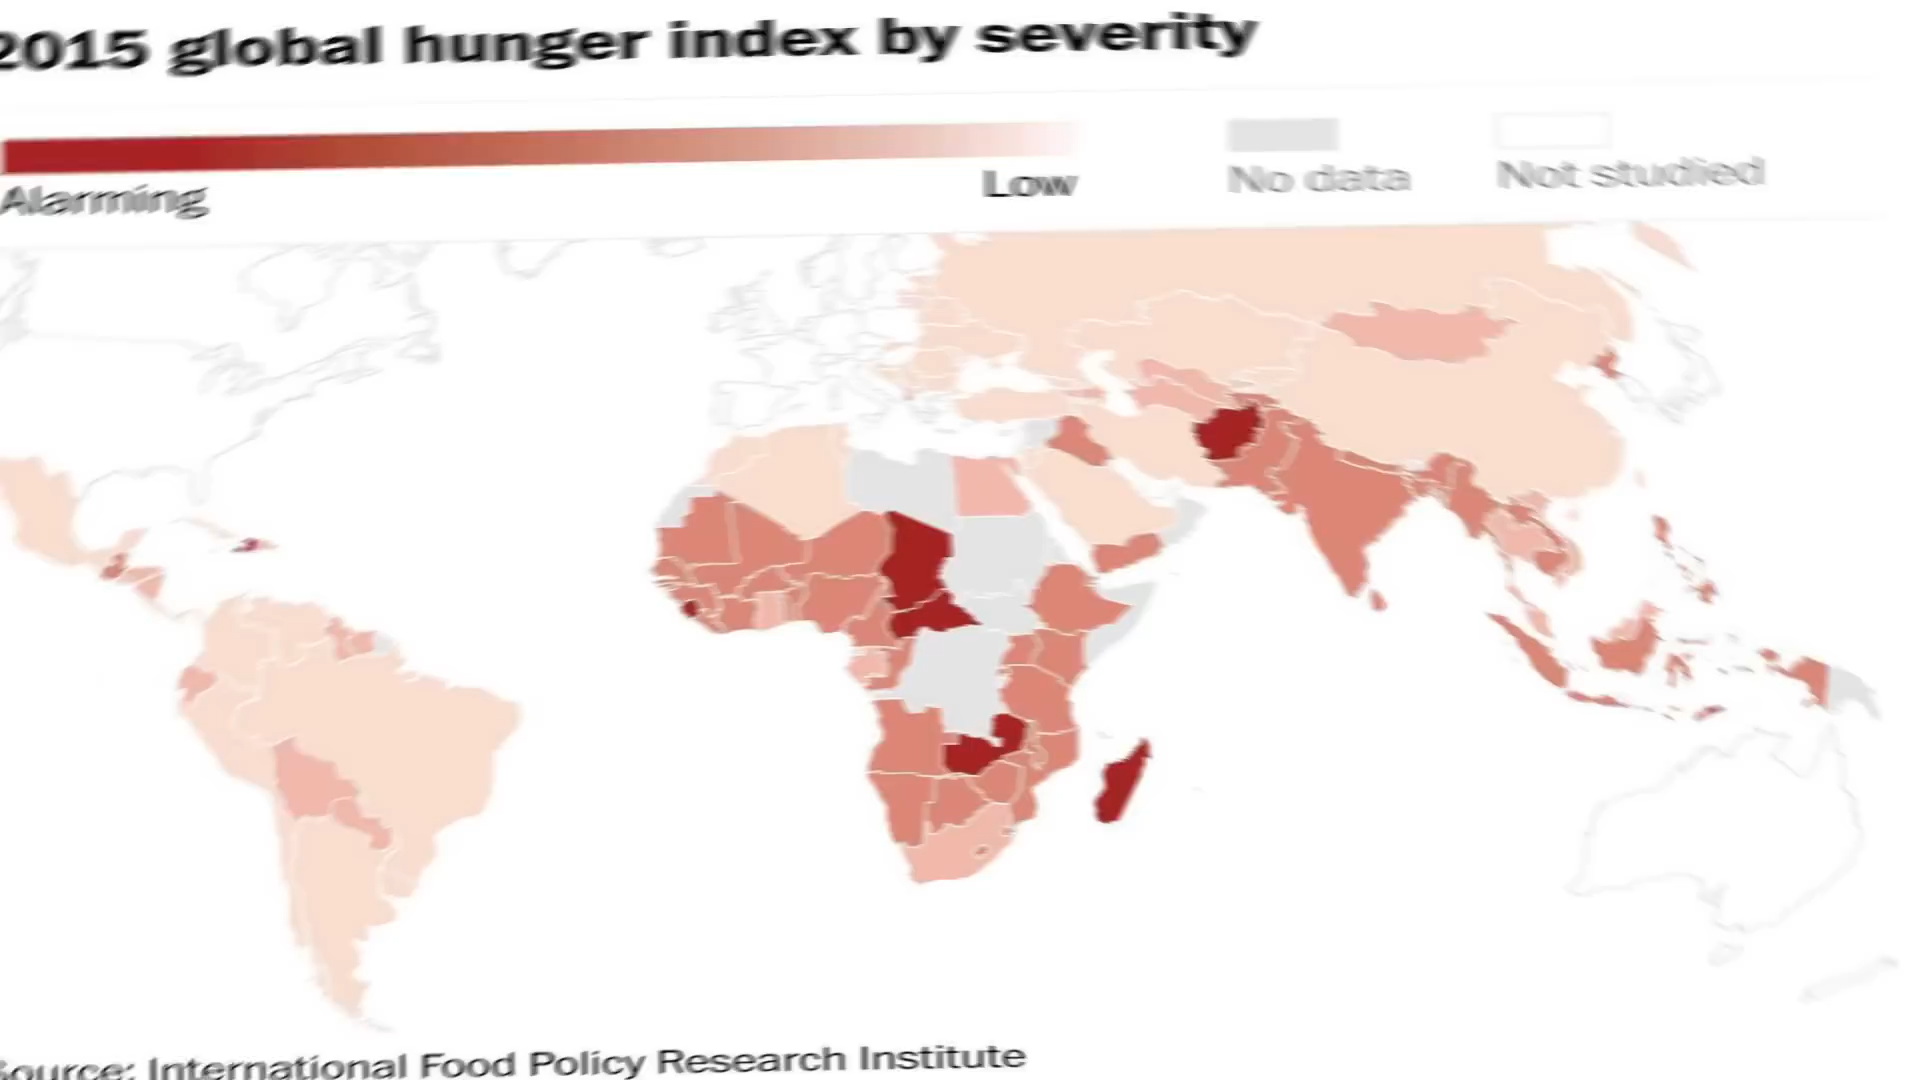 2015 global hunger index by severity
Alarming
Low
No data
Not studied
Source: International Food Policy Research Institute